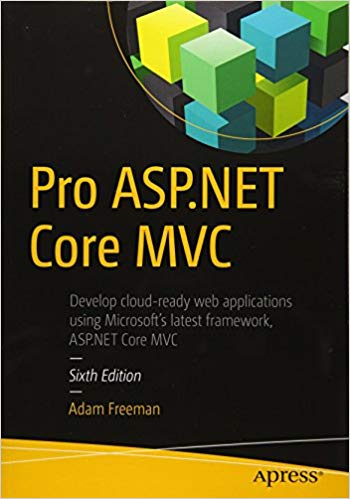 Pro ASP.NET
Core MVC
Develop cloud-ready web applications
using Microsoft's latest framework,
ASP.NET Core MVC
—
Sixth Edition
—
Adam Freeman
Apress®